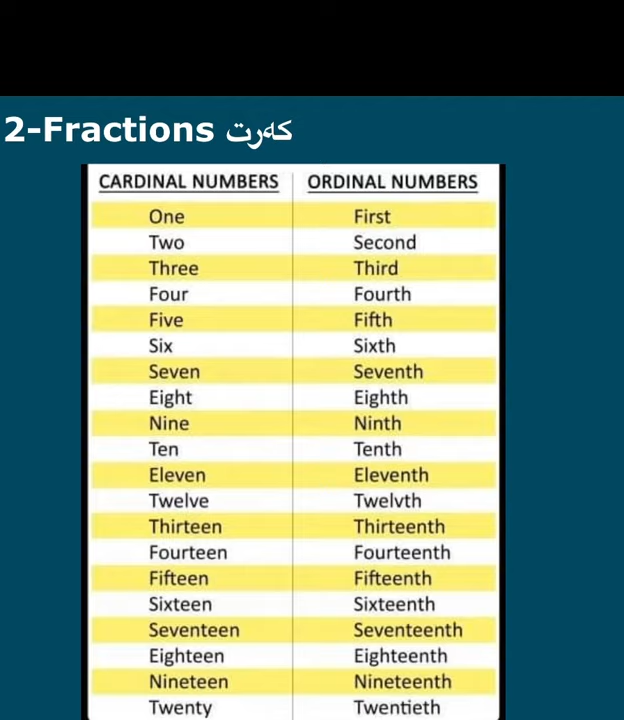 2-Fractions کەرت
CARDINAL NUMBERS ORDINAL NUMBERS
One First
Two Second
Three Third
Four Fourth
Five Fifth
Six Sixth
Seven Seventh
Eight Eighth
Nine Ninth
Ten Tenth
Eleven Eleventh
Twelve Twelvth
Thirteen Thirteenth
Fourteen Fourteenth
Fifteen Fifteenth
Sixteen Sixteenth
Seventeen Seventeenth
Eighteen Eighteenth
Nineteen Nineteenth
Twenty Twentieth